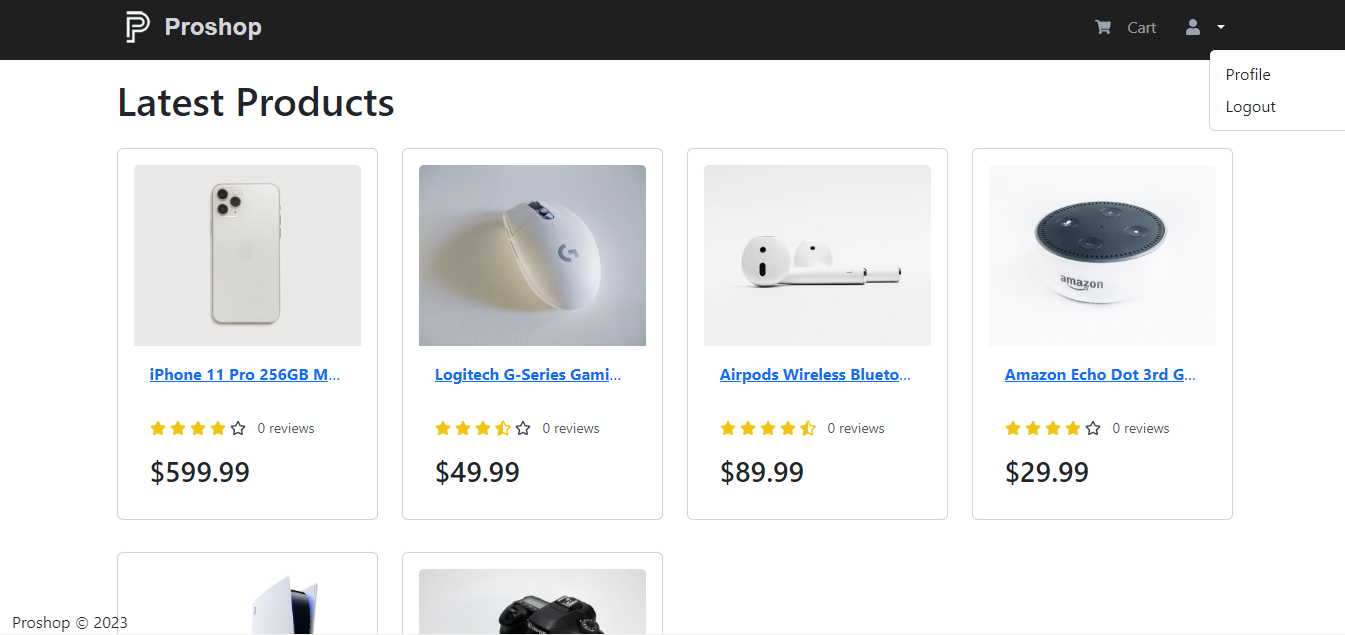 Proshop
Cart
Profile
Logout
Latest Products
amazon
iPhone 11 Pro 256GB M...
Logitech G-Series Gami...
Airpods Wireless Blueto...
Amazon Echo Dot 3rd G...
0 reviews
0 reviews
0 reviews
0 reviews
$599.99
$49.99
$89.99
$29.99
Canon
Proshop © 2023